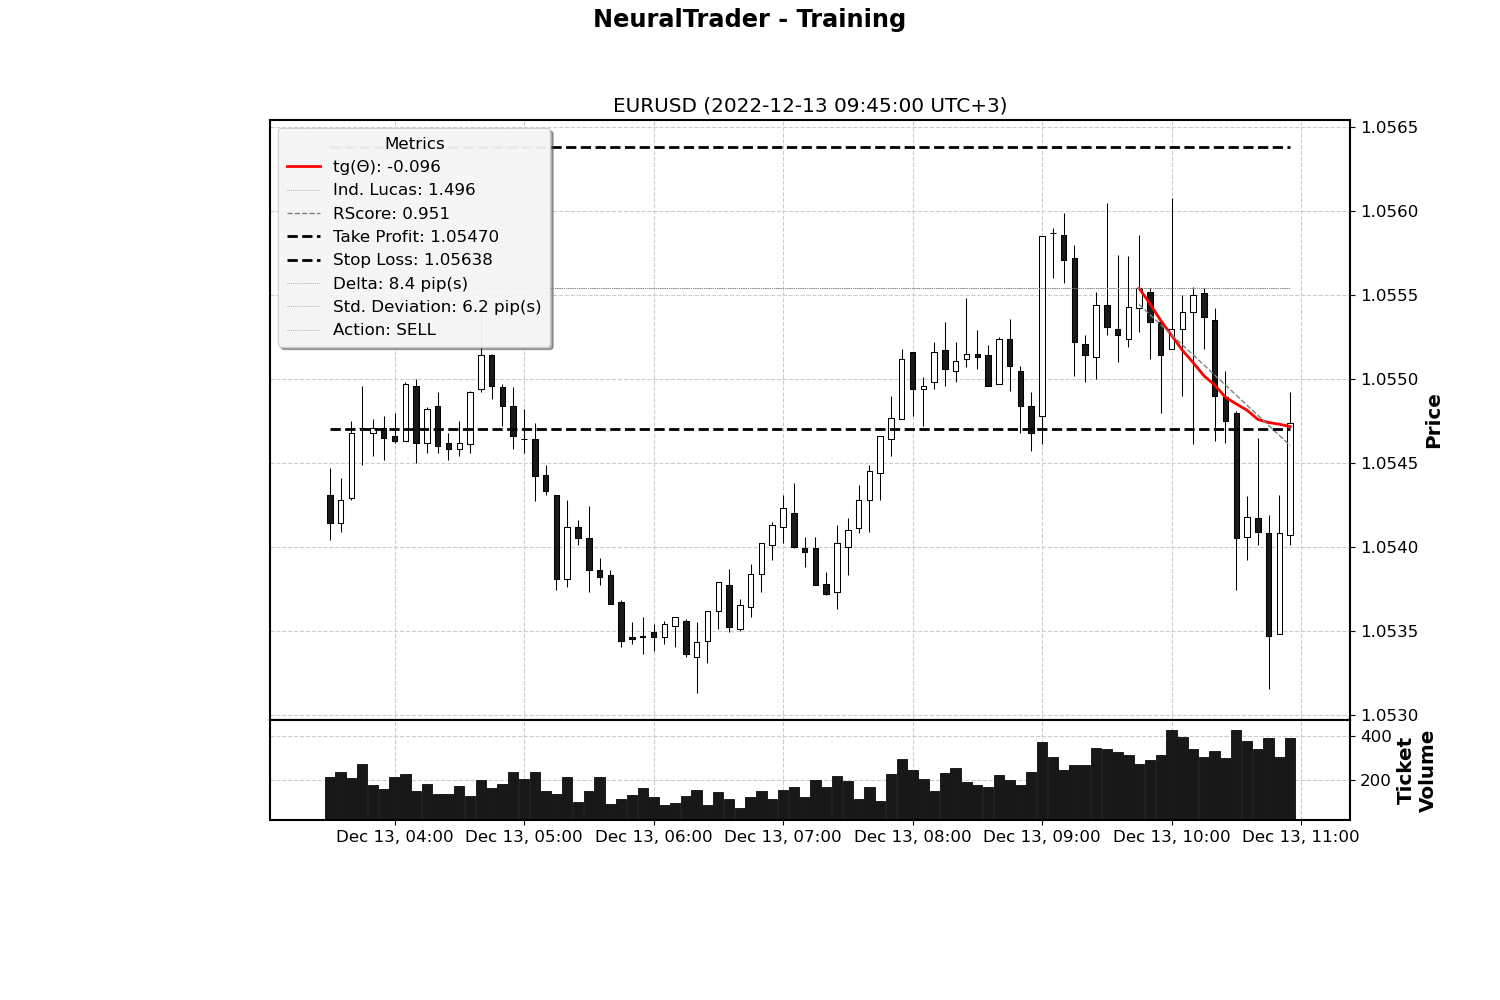 NeuralTrader - Training
EURUSD (2022-12-13 09:45:00 UTC+3)
Metrics
tg(Θ): -0.096
Ind. Lucas: 1.496
RScore: 0.951
Take Profit: 1.05470
Stop Loss: 1.05638
Delta: 8.4 pip(s)
Std. Deviation: 6.2 pip(s)
Action: SELL
1.0565
1.0560
1.0555
1.0550
1.0545
1.0540
1.0535
1.0530
Price
400
200
Ticket
Volume
Dec 13, 04:00 Dec 13, 05:00 Dec 13, 06:00 Dec 13, 07:00 Dec 13, 08:00 Dec 13, 09:00 Dec 13, 10:00 Dec 13, 11:00